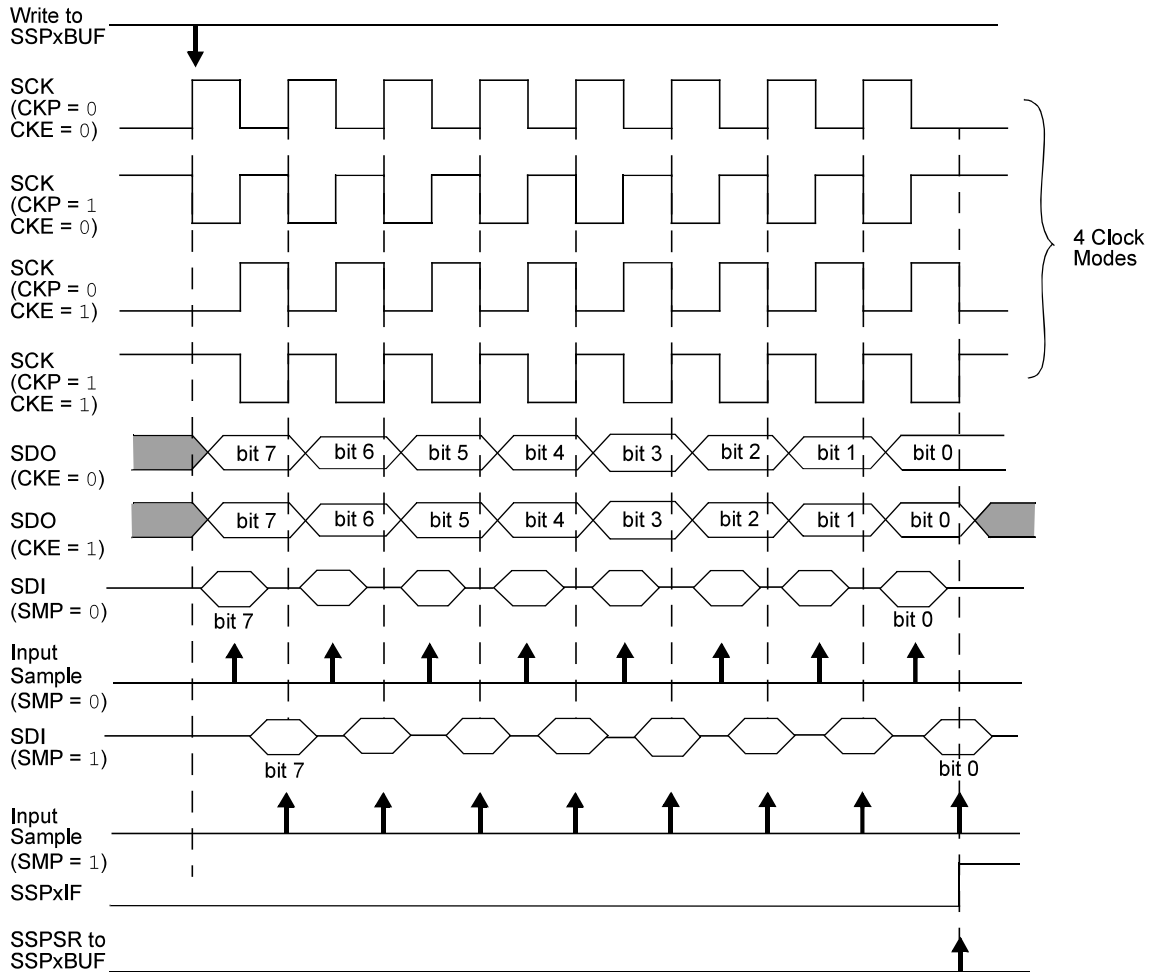 Write to
SSPxBUF
SCK
(CKP = 0
CKE = 0)
SCK
(CKP = 1
CKE = 0)
SCK
(CKP = 0
CKE = 1)
SCK
(CKP = 1
CKE = 1)
4 Clock
Modes
SDO
(CKE = 0)
bit 7 bit 6 bit 5 bit 4 bit 3 bit 2 bit 1 bit 0
SDO
(CKE = 1)
bit 7 bit 6 bit 5 bit 4 bit 3 bit 2 bit 1 bit 0
SDI
(SMP = 0)
bit 7 bit 0
Input
Sample
(SMP = 0)
SDI
(SMP = 1)
bit 7 bit 0
Input
Sample
(SMP = 1)
SSPxIF
SSPSR to
SSPxBUF